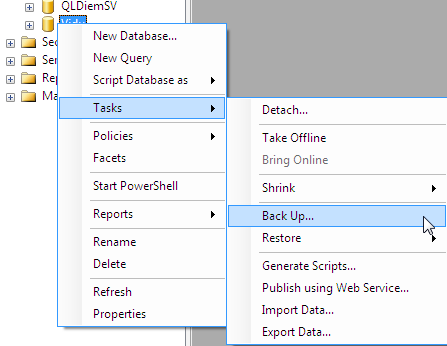 QLDiemSV
Sec
Ser
Rep
Ma
New Database...
New Query
Script Database as
Tasks
Policies
Facets
Start PowerShell
Reports
Rename
Delete
Refresh
Properties
Detach...
Take Offline
Bring Online
Shrink
Back Up...
Restore
Generate Scripts...
Publish using Web Service...
Import Data...
Export Data...